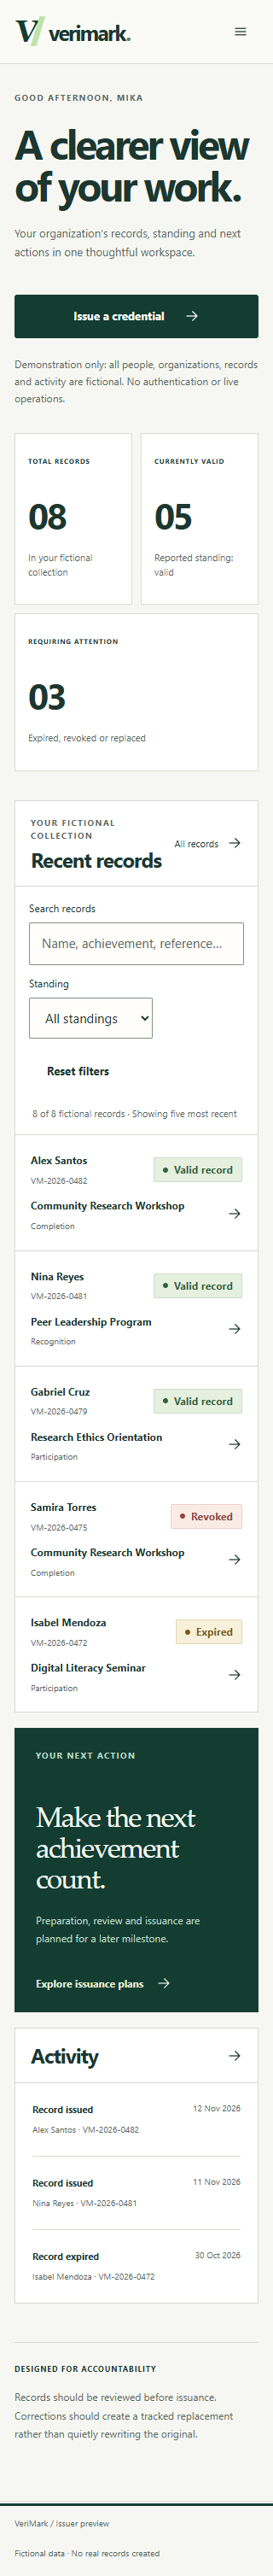 V/ verimark.
GOOD AFTERNOON, MIKA
A clearer view
of your work.
Your organization's records, standing and next
actions in one thoughtful workspace.
Issue a credential
Demonstration only: all people, organizations, records
and activity are fictional. No authentication or live
operations.
TOTAL RECORDS
08
In your fictional
collection
CURRENTLY VALID
05
Reported standing:
valid
REQUIRING ATTENTION
03
Expired, revoked or replaced
YOUR FICTIONAL
COLLECTION
Recent records
All records
Search records
Name, achievement, reference...
Standing
All standings
Reset filters
8 of 8 fictional records · Showing five most recent
Alex Santos
VM-2026-0482
Valid record
Community Research Workshop
Completion
Nina Reyes
VM-2026-0481
Valid record
Peer Leadership Program
Recognition
Gabriel Cruz
VM-2026-0479
Valid record
Research Ethics Orientation
Participation
Samira Torres
VM-2026-0475
Revoked
Community Research Workshop
Completion
Isabel Mendoza
VM-2026-0472
Expired
Digital Literacy Seminar
Participation
YOUR NEXT ACTION
Make the next
achievement
count.
Preparation, review and issuance are
planned for a later milestone.
Explore issuance plans
Activity
Record issued
12 Nov 2026
Alex Santos · VM-2026-0482
Record issued
11 Nov 2026
Nina Reyes · VM-2026-0481
Record expired
30 Oct 2026
Isabel Mendoza · VM-2026-0472
DESIGNED FOR ACCOUNTABILITY
Records should be reviewed before issuance.
Corrections should create a tracked replacement
rather than quietly rewriting the original.
VeriMark / Issuer preview
Fictional data · No real records created